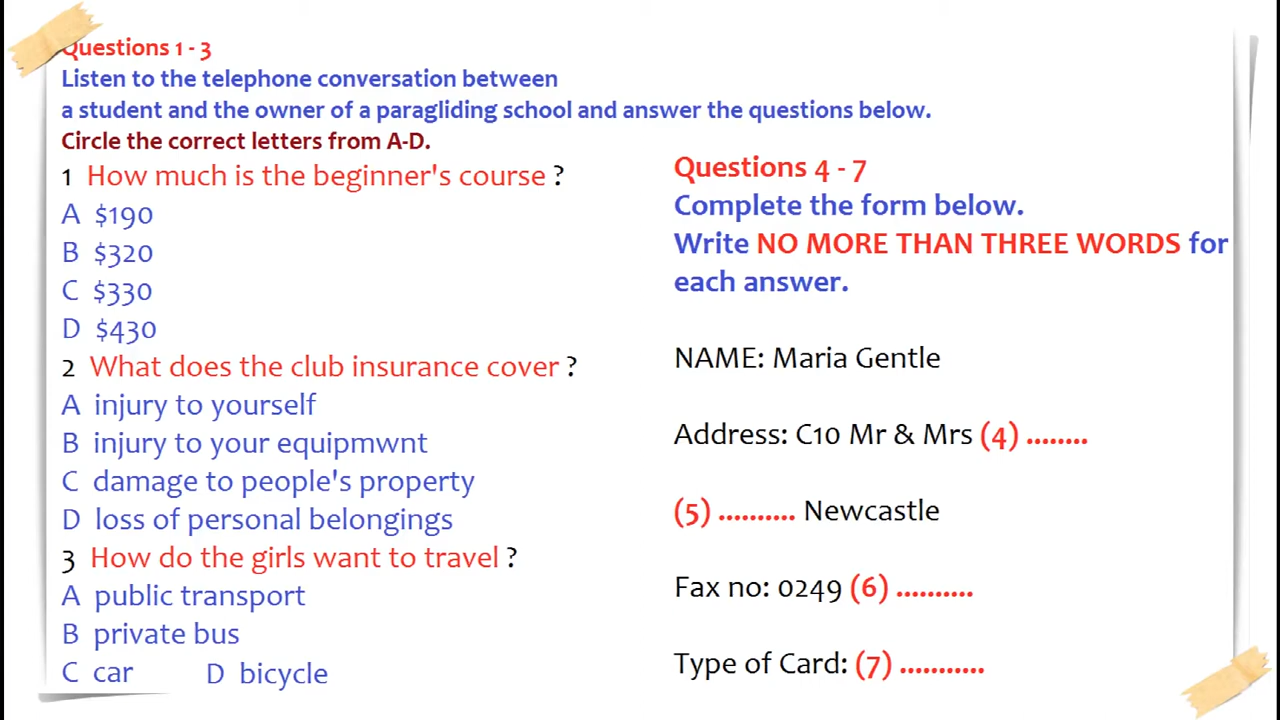 Questions 1 - 3
Listen to the telephone conversation between
a student and the owner of a paragliding school and answer the questions below.
Circle the correct letters from A-D.
1 How much is the beginner's course ?
A $190
B $320
C $330
D $430
2 What does the club insurance cover ?
A injury to yourself
B injury to your equipmwnt
C damage to people's property
D loss of personal belongings
3 How do the girls want to travel ?
A public transport
B private bus
C car D bicycle
Questions 4 - 7
Complete the form below.
Write NO MORE THAN THREE WORDS for
each answer.
NAME: Maria Gentle
Address: C10 Mr & Mrs (4) ........
(5) .......... Newcastle
Fax no: 0249 (6) ..........
Type of Card: (7) ...........